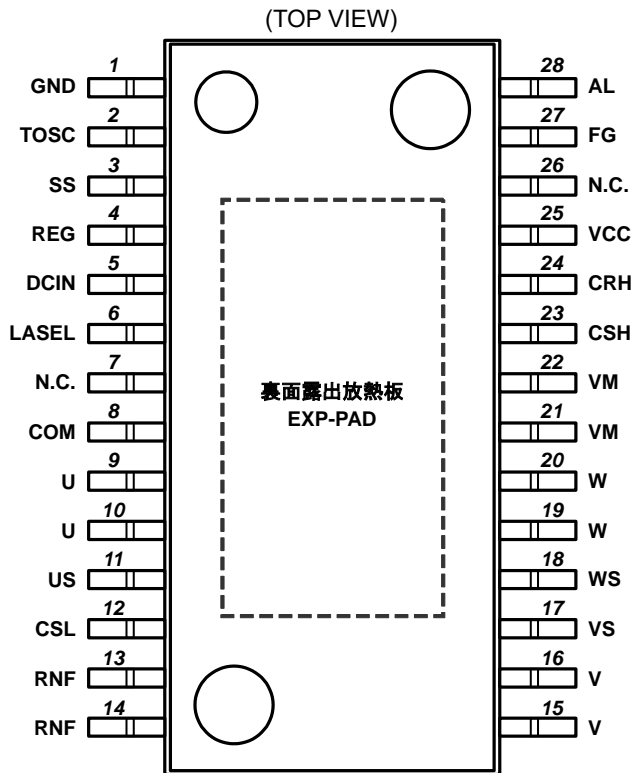 (TOP VIEW)
1
GND
2
TOSC
3
SS
4
REG
5
DCIN
6
LASEL
7
N.C.
8
COM
9
U
10
U
11
US
12
CSL
13
RNF
14
RNF
裏面露出放熱板
EXP-PAD
28
AL
27
FG
26
N.C.
25
VCC
24
CRH
23
CSH
22
VM
21
VM
20
W
19
W
18
WS
17
VS
16
V
15
V